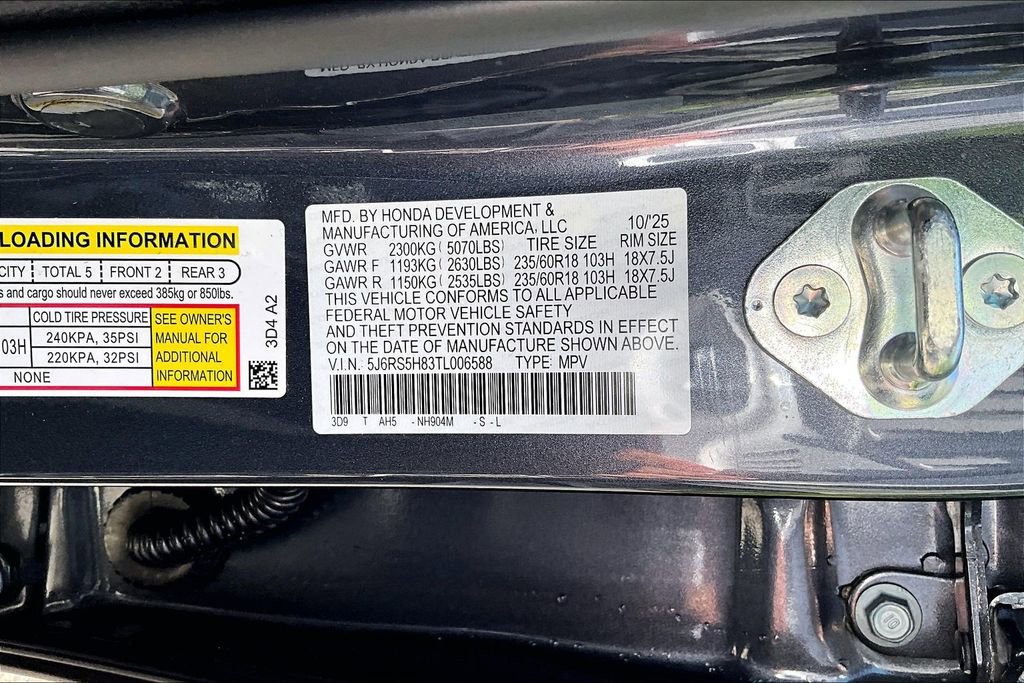 MFD. BY HONDA
LOADING INFORMATION
CITY TOTAL 5 FRONT 2 REAR 3
s and cargo should never exceed 385kg or 850lbs.
COLD TIRE PRESSURE
03H 240KPA, 35PSI
220KPA, 32PSI
NONE
SEE OWNER'S
MANUAL FOR
ADDITIONAL
INFORMATION
3D4 A2
MFD. BY HONDA DEVELOPMENT &
MANUFACTURING OF AMERICA, LLC 10/'25
GVWR 2300KG ( 5070LBS) TIRE SIZE RIM SIZE
GAWR F 1193KG ( 2630LBS) 235/60R18 103H 18X7.5J
GAWR R 1150KG ( 2535LBS) 235/60R18 103H 18X7.5J
THIS VEHICLE CONFORMS TO ALL APPLICABLE
FEDERAL MOTOR VEHICLE SAFETY
AND THEFT PREVENTION STANDARDS IN EFFECT
ON THE DATE OF MANUFACTURE SHOWN ABOVE.
V.I.N. 5J6RS5H83TL006588 TYPE: MPV
3D9 T AH5 -NH904M -S -L
10